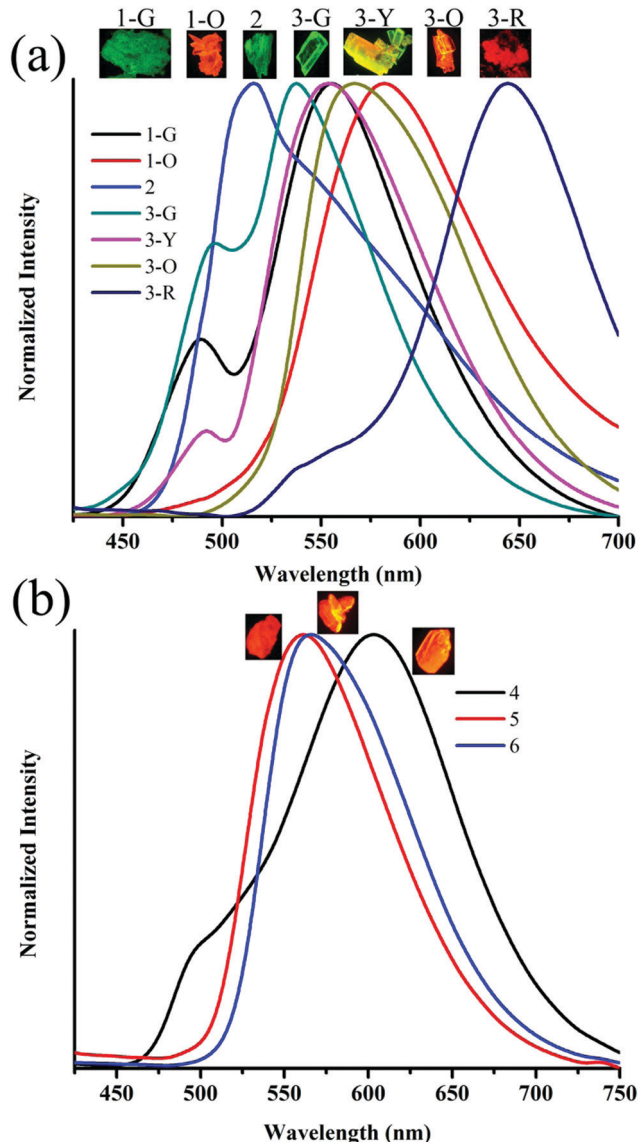 1-G 1-O 2 3-G 3-Y 3-O 3-R
(a)
1-G
1-O
2
3-G
3-Y
3-O
3-R
Normalized Intensity
450 500 550 600 650 700
Wavelength (nm)
(b)
4
5
6
Normalized Intensity
450 500 550 600 650 700 750
Wavelength (nm)